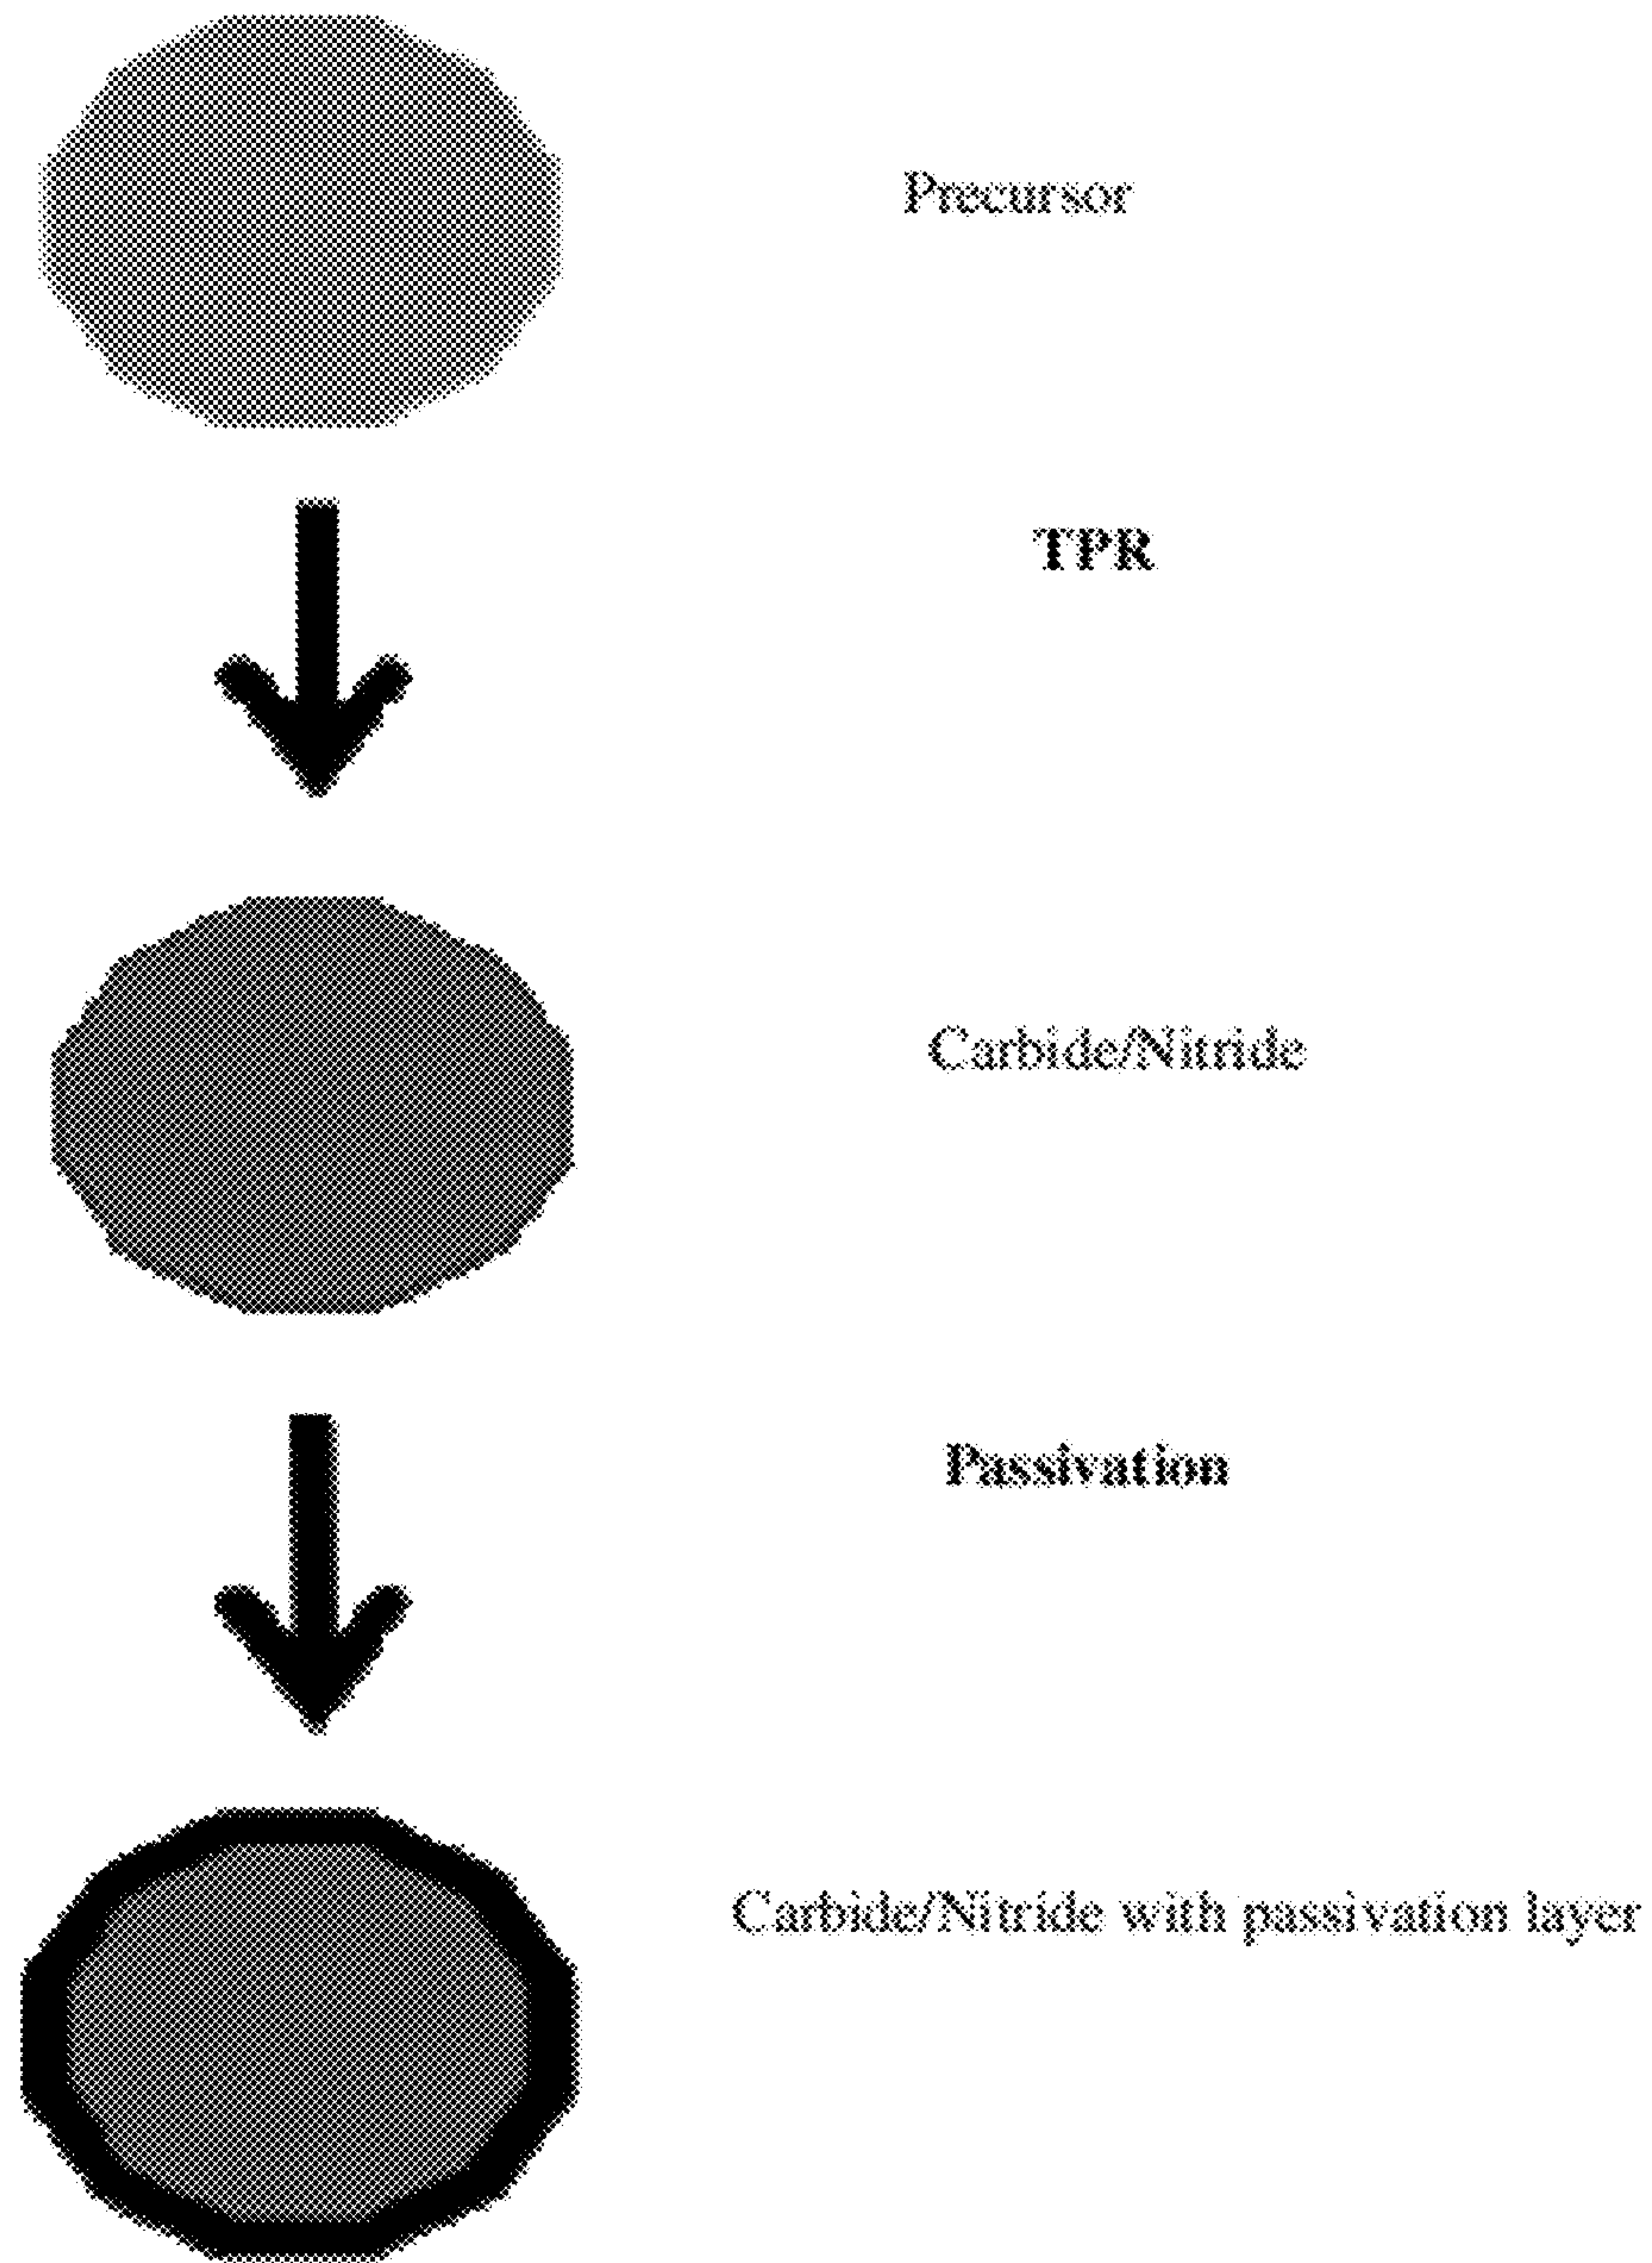 Precursor
TPR
Carbide/Nitride
Passivation
Carbide/Nitride with passivation layer